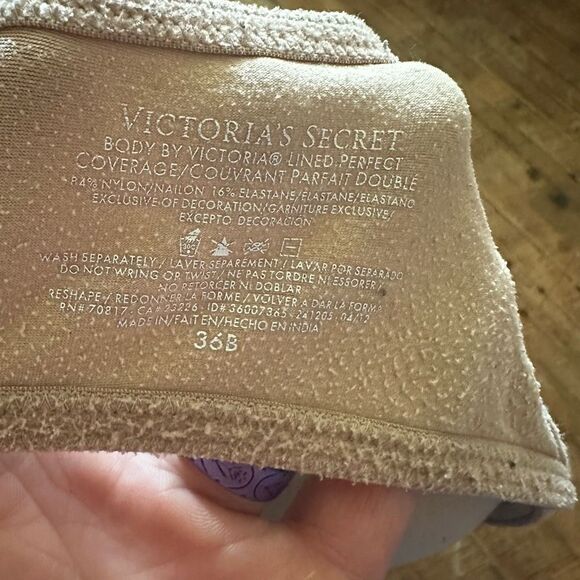 VICTORIA'S SECRET
BODY BY VICTORIA® LINED PERFECT
COVERAGE/COUVRANT PARFAIT DOUBLÉ
84% NYLON/NAILON 16% ELASTANE/ÉLASTANE/ELASTANO
EXCLUSIVE OF DECORATION/GARNITURE EXCLUSIVE/
EXCEPTO DECORACIÓN
WASH SEPARATELY / LAVER SÉPARÉMENT / LAVAR POR SEPARADO
DO NOT WRING OR TWIST / NE PAS TORDRE NI ESSORER/
NO RETORCER NI DOBLAR
RESHAPE / REDONNER LA FORME / VOLVER A DAR LA FORMA
RN# 70817 CA# 23226 ID# 36007365 241205 04/12
MADE IN/FAIT EN/HECHO EN INDIA
36B